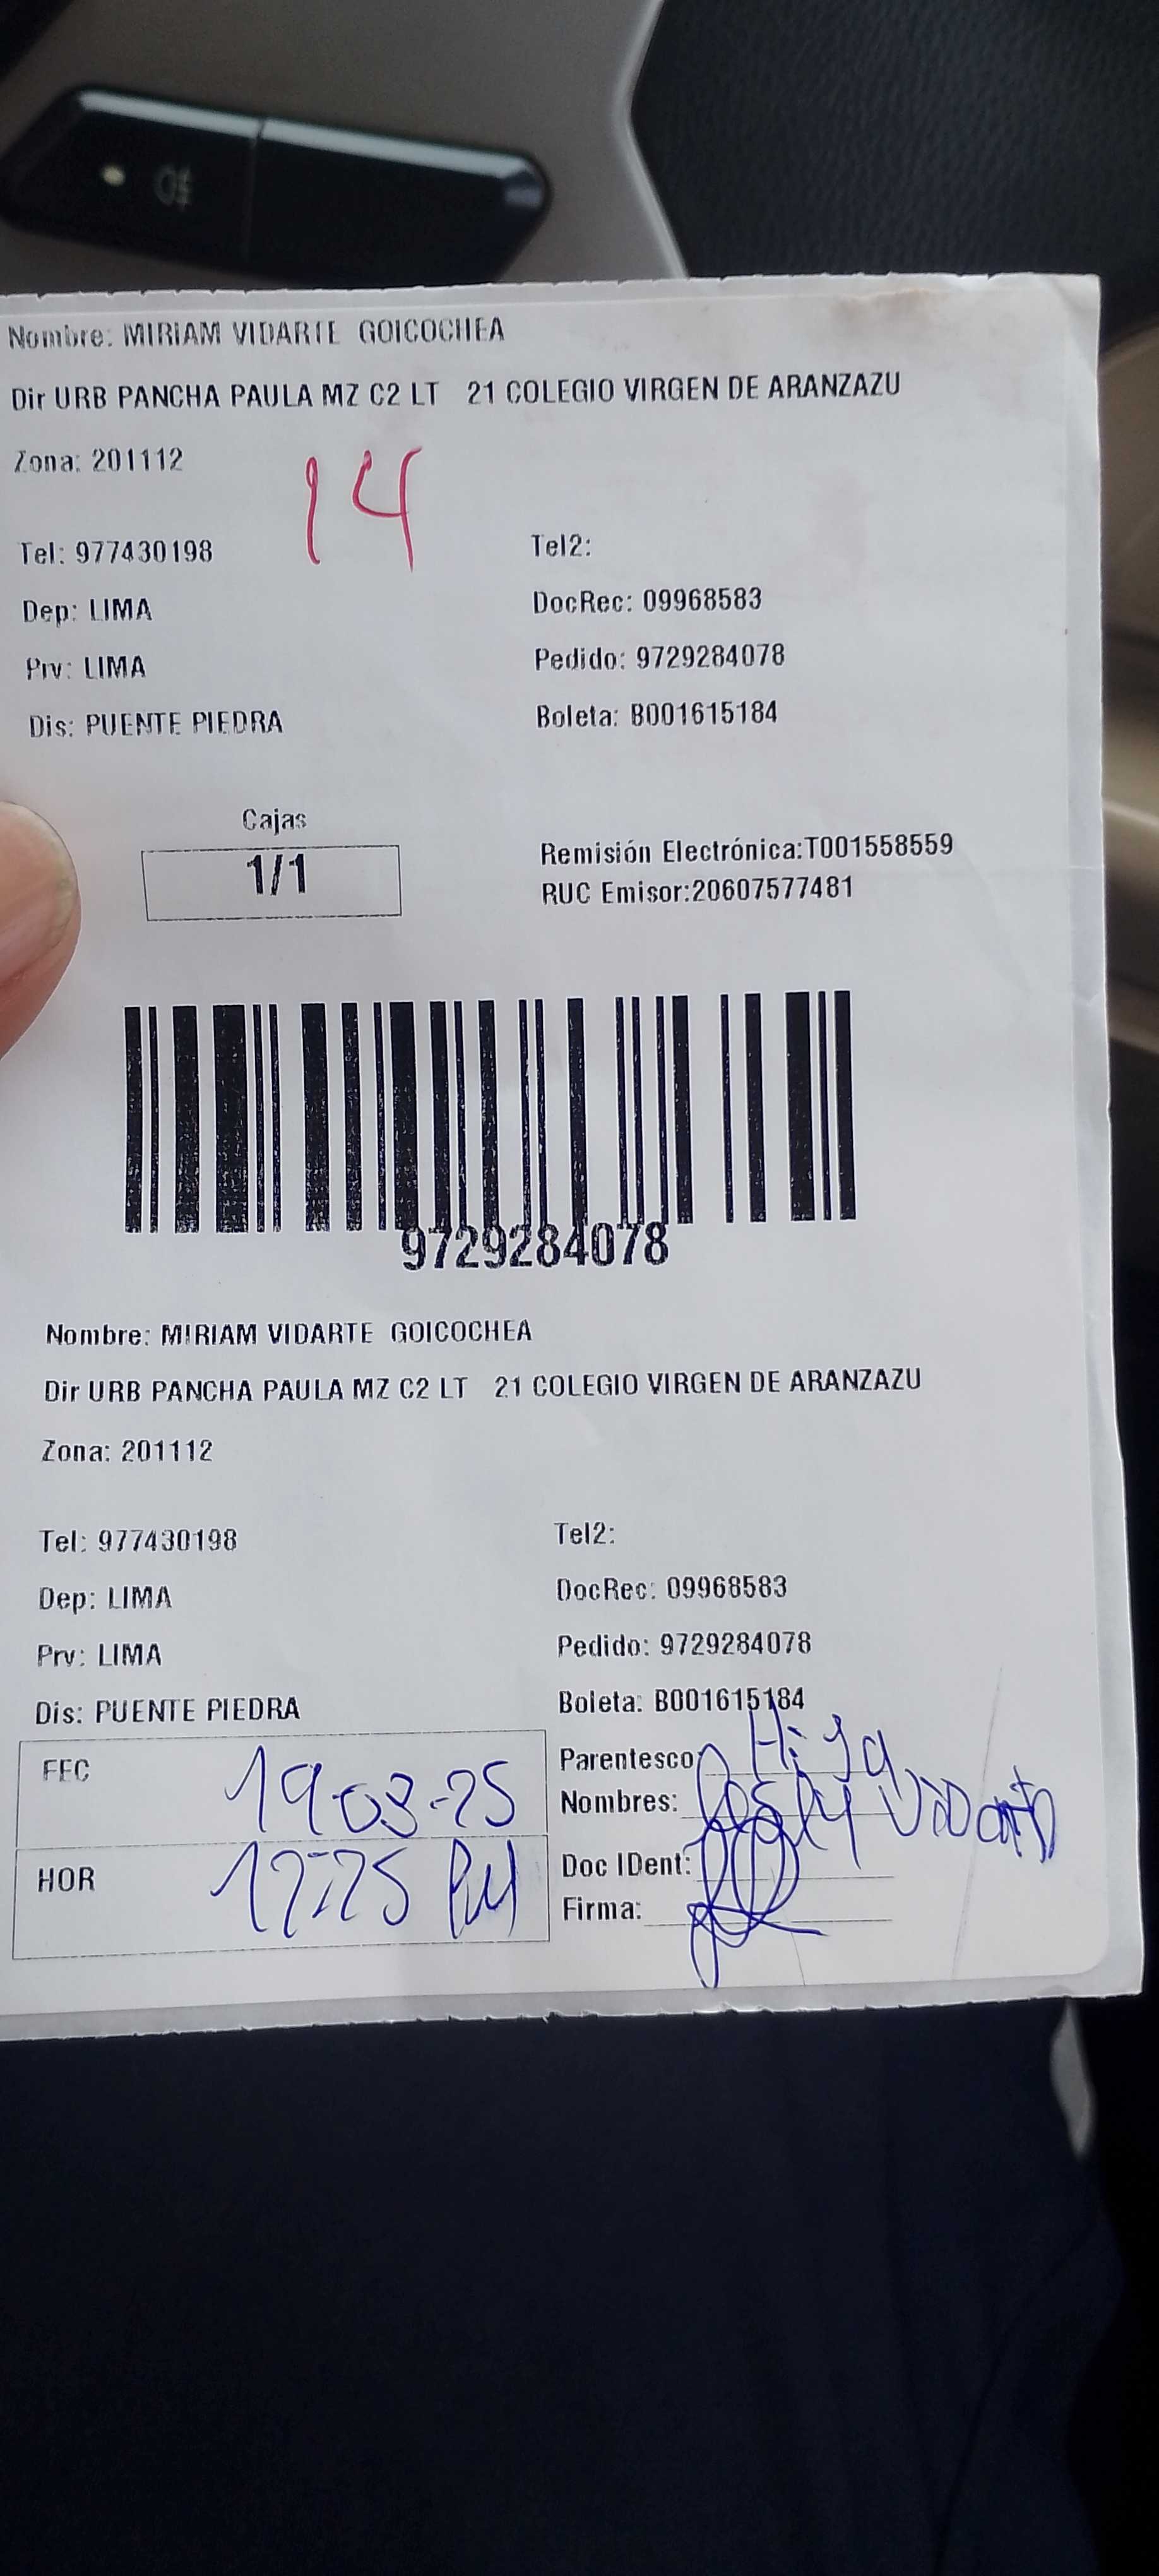 Nombre: MIRIAM VIDARTE GOICOCHEA
Dir URB PANCHA PAULA MZ C2 LT 21 COLEGIO VIRGEN DE ARANZAZU
Zona: 201112
14
Tel: 977430198 Tel2:
Dep: LIMA DocRec: 09968583
Prv: LIMA Pedido: 9729284078
Dis: PUENTE PIEDRA Boleta: B001615184
Cajas
1/1
Remisión Electrónica:T001558559
RUC Emisor:20607577481
9729284078
Nombre: MIRIAM VIDARTE GOICOCHEA
Dir URB PANCHA PAULA MZ C2 LT 21 COLEGIO VIRGEN DE ARANZAZU
Zona: 201112
Tel: 977430198 Tel2:
Dep: LIMA DocRec: 09968583
Prv: LIMA Pedido: 9729284078
Dis: PUENTE PIEDRA Boleta: B001615184
FEC 19-03-25
HOR
Parentesco: Hija
Nombres:
Doc IDent:
Firma: